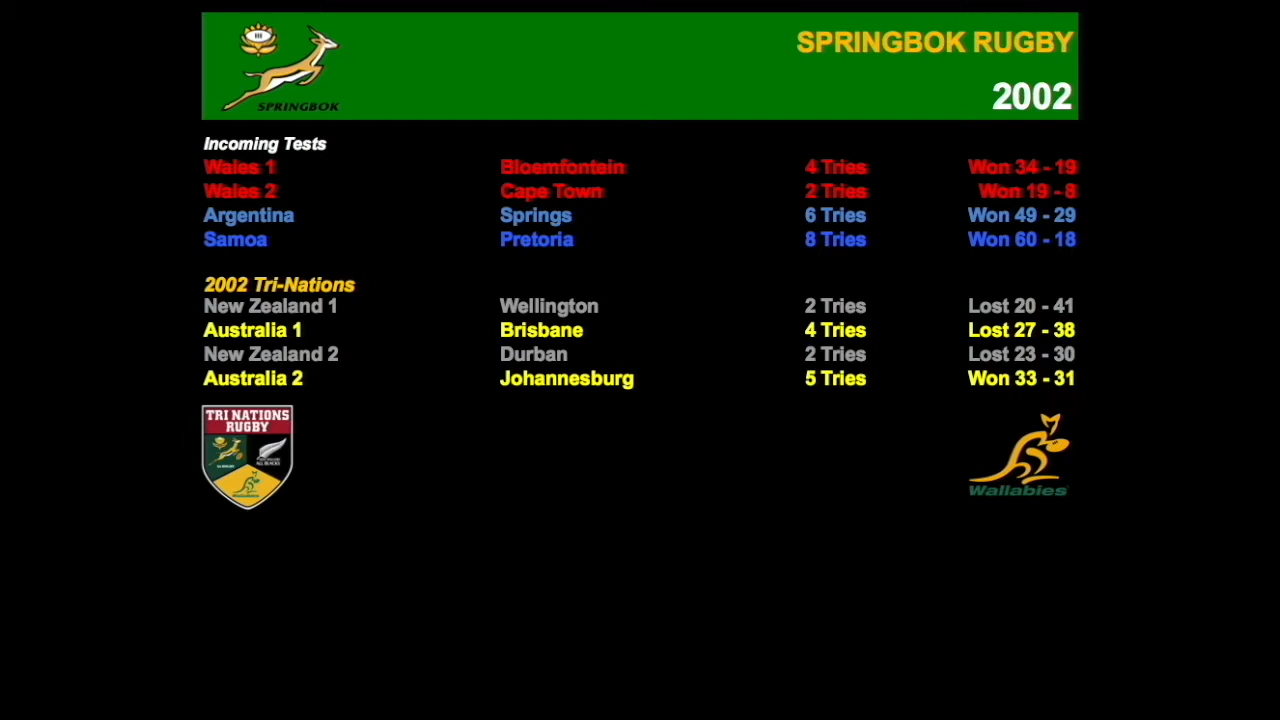 SPRINGBOK RUGBY
2002
SPRINGBOK
Incoming Tests
Wales 1 Bloemfontein 4 Tries Won 34 - 19
Wales 2 Cape Town 2 Tries Won 19 - 8
Argentina Springs 6 Tries Won 49 - 29
Samoa Pretoria 8 Tries Won 60 - 18
2002 Tri-Nations
New Zealand 1 Wellington 2 Tries Lost 20 - 41
Australia 1 Brisbane 4 Tries Lost 27 - 38
New Zealand 2 Durban 2 Tries Lost 23 - 30
Australia 2 Johannesburg 5 Tries Won 33 - 31
TRI NATIONS
RUGBY
ALL BLACKS
Wallabies
Wallabies